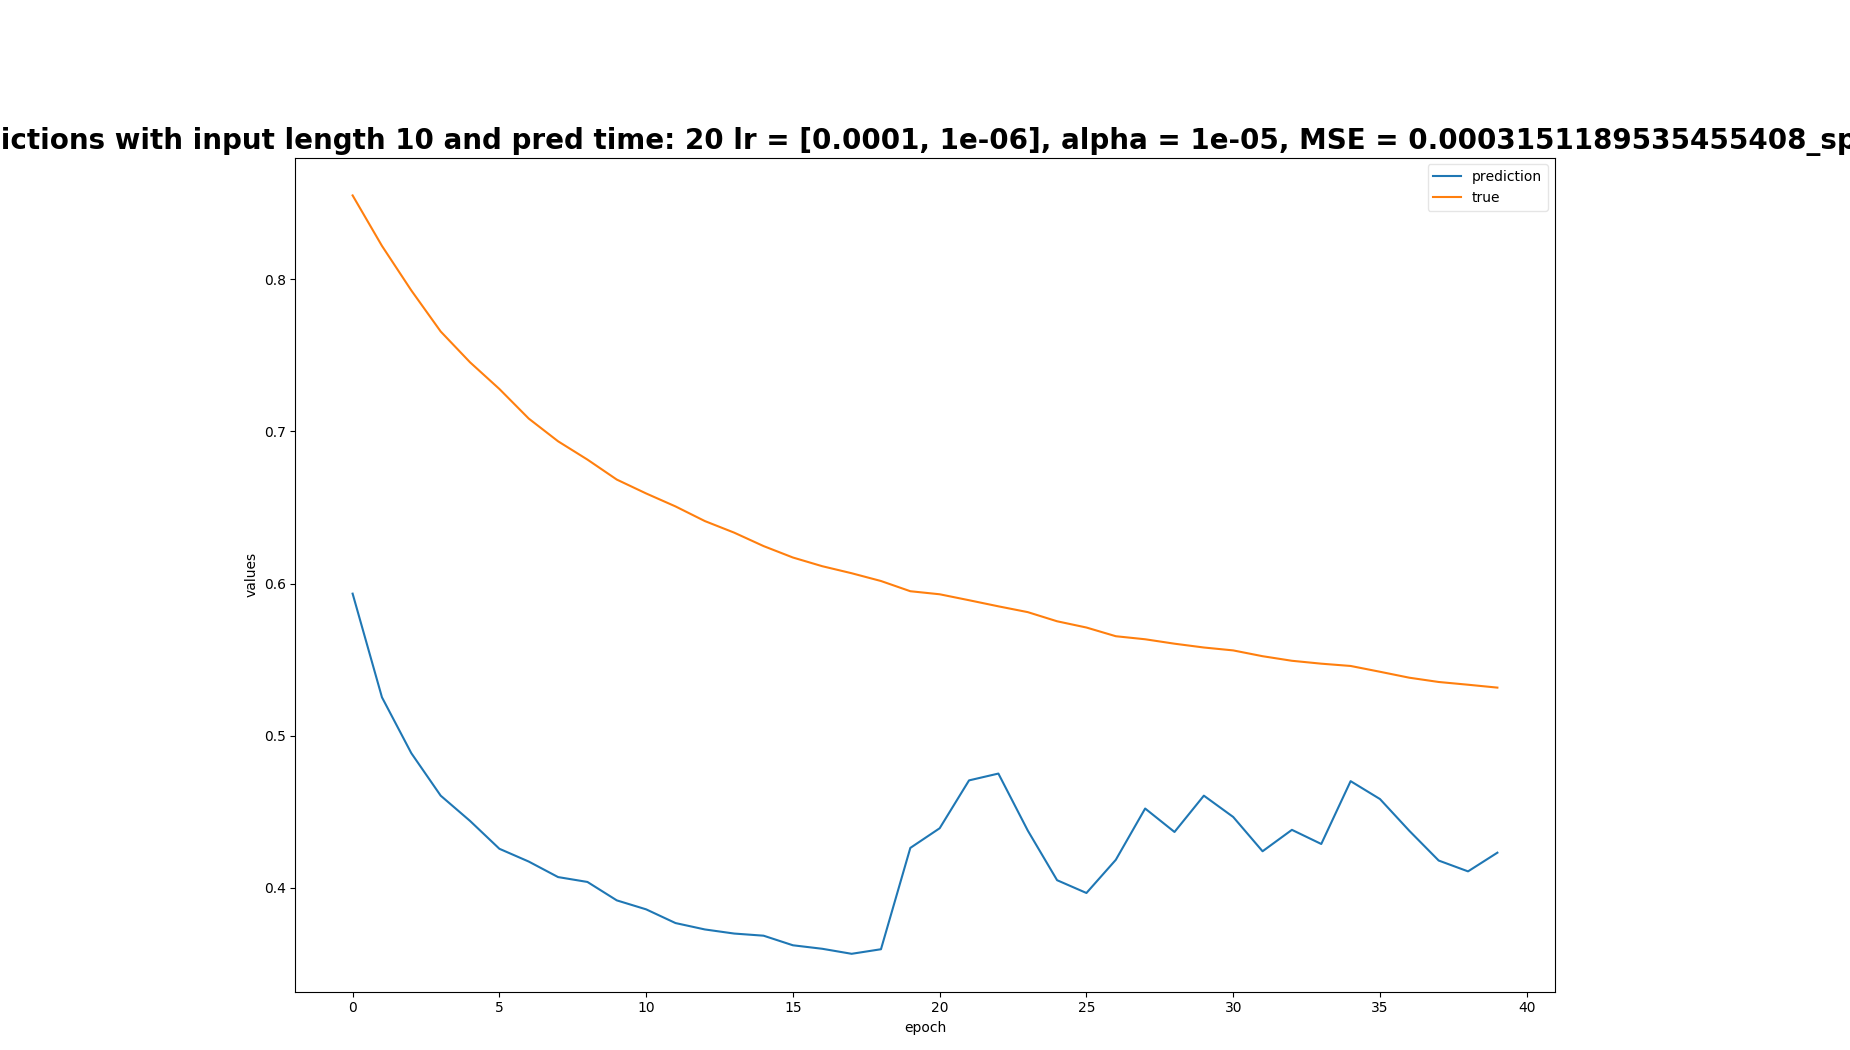 ictions with input length 10 and pred time: 20 lr = [0.0001, 1e-06], alpha = 1e-05, MSE = 0.0003151189535455408_sp
prediction
true
0.8
0.7
0.6
0.5
0.4
values
0 5 10 15 20 25 30 35 40
epoch